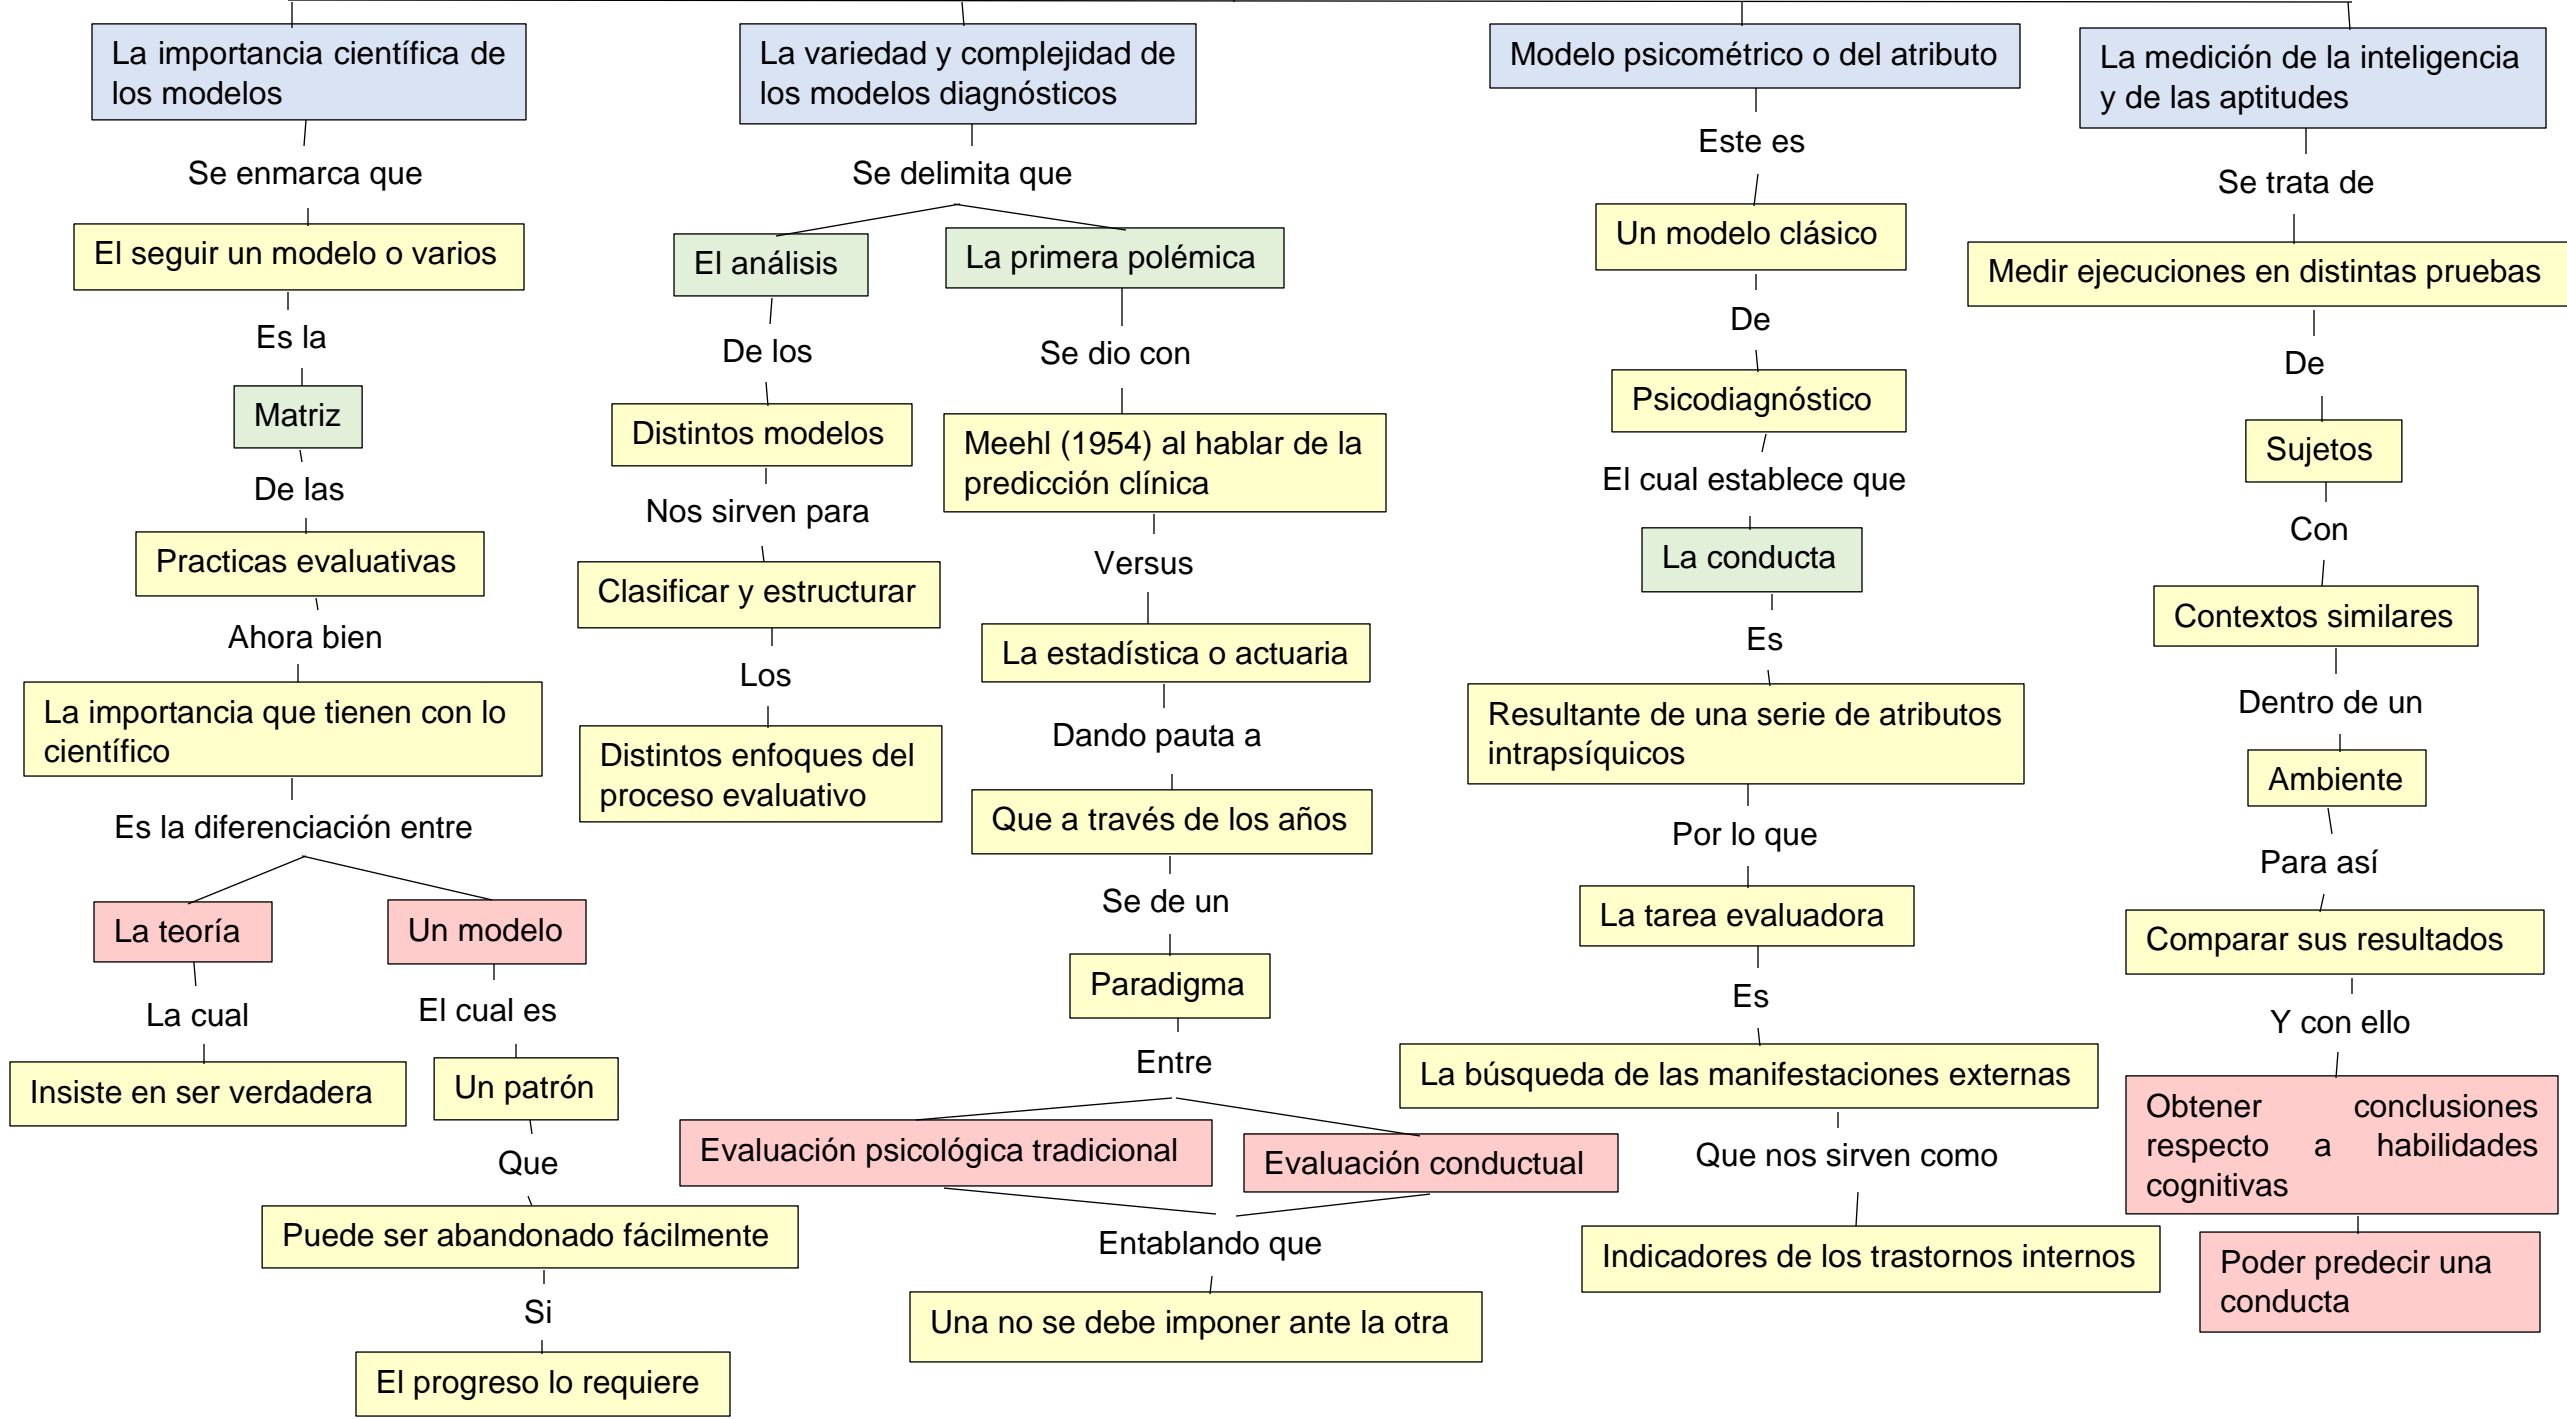 La importancia científica de
los modelos
Se enmarca que
El seguir un modelo o varios
Es la
Matriz
De las
Practicas evaluativas
Ahora bien
La importancia que tienen con lo
científico
Es la diferenciación entre
La teoría
La cual
Insiste en ser verdadera
Un modelo
El cual es
Un patrón
Que
Puede ser abandonado fácilmente
Si
El progreso lo requiere
La variedad y complejidad de
los modelos diagnósticos
Se delimita que
El análisis
De los
Distintos modelos
Nos sirven para
Clasificar y estructurar
Los
Distintos enfoques del
proceso evaluativo
La primera polémica
Se dio con
Meehl (1954) al hablar de la
predicción clínica
Versus
La estadística o actuaria
Dando pauta a
Que a través de los años
Se de un
Paradigma
Entre
Evaluación psicológica tradicional
Evaluación conductual
Entablando que
Una no se debe imponer ante la otra
Modelo psicométrico o del atributo
Este es
Un modelo clásico
De
Psicodiagnóstico
El cual establece que
La conducta
Es
Resultante de una serie de atributos
intrapsíquicos
Por lo que
La tarea evaluadora
Es
La búsqueda de las manifestaciones externas
Que nos sirven como
Indicadores de los trastornos internos
La medición de la inteligencia
y de las aptitudes
Se trata de
Medir ejecuciones en distintas pruebas
De
Sujetos
Con
Contextos similares
Dentro de un
Ambiente
Para así
Comparar sus resultados
Y con ello
Obtener conclusiones
respecto a habilidades
cognitivas
Poder predecir una
conducta